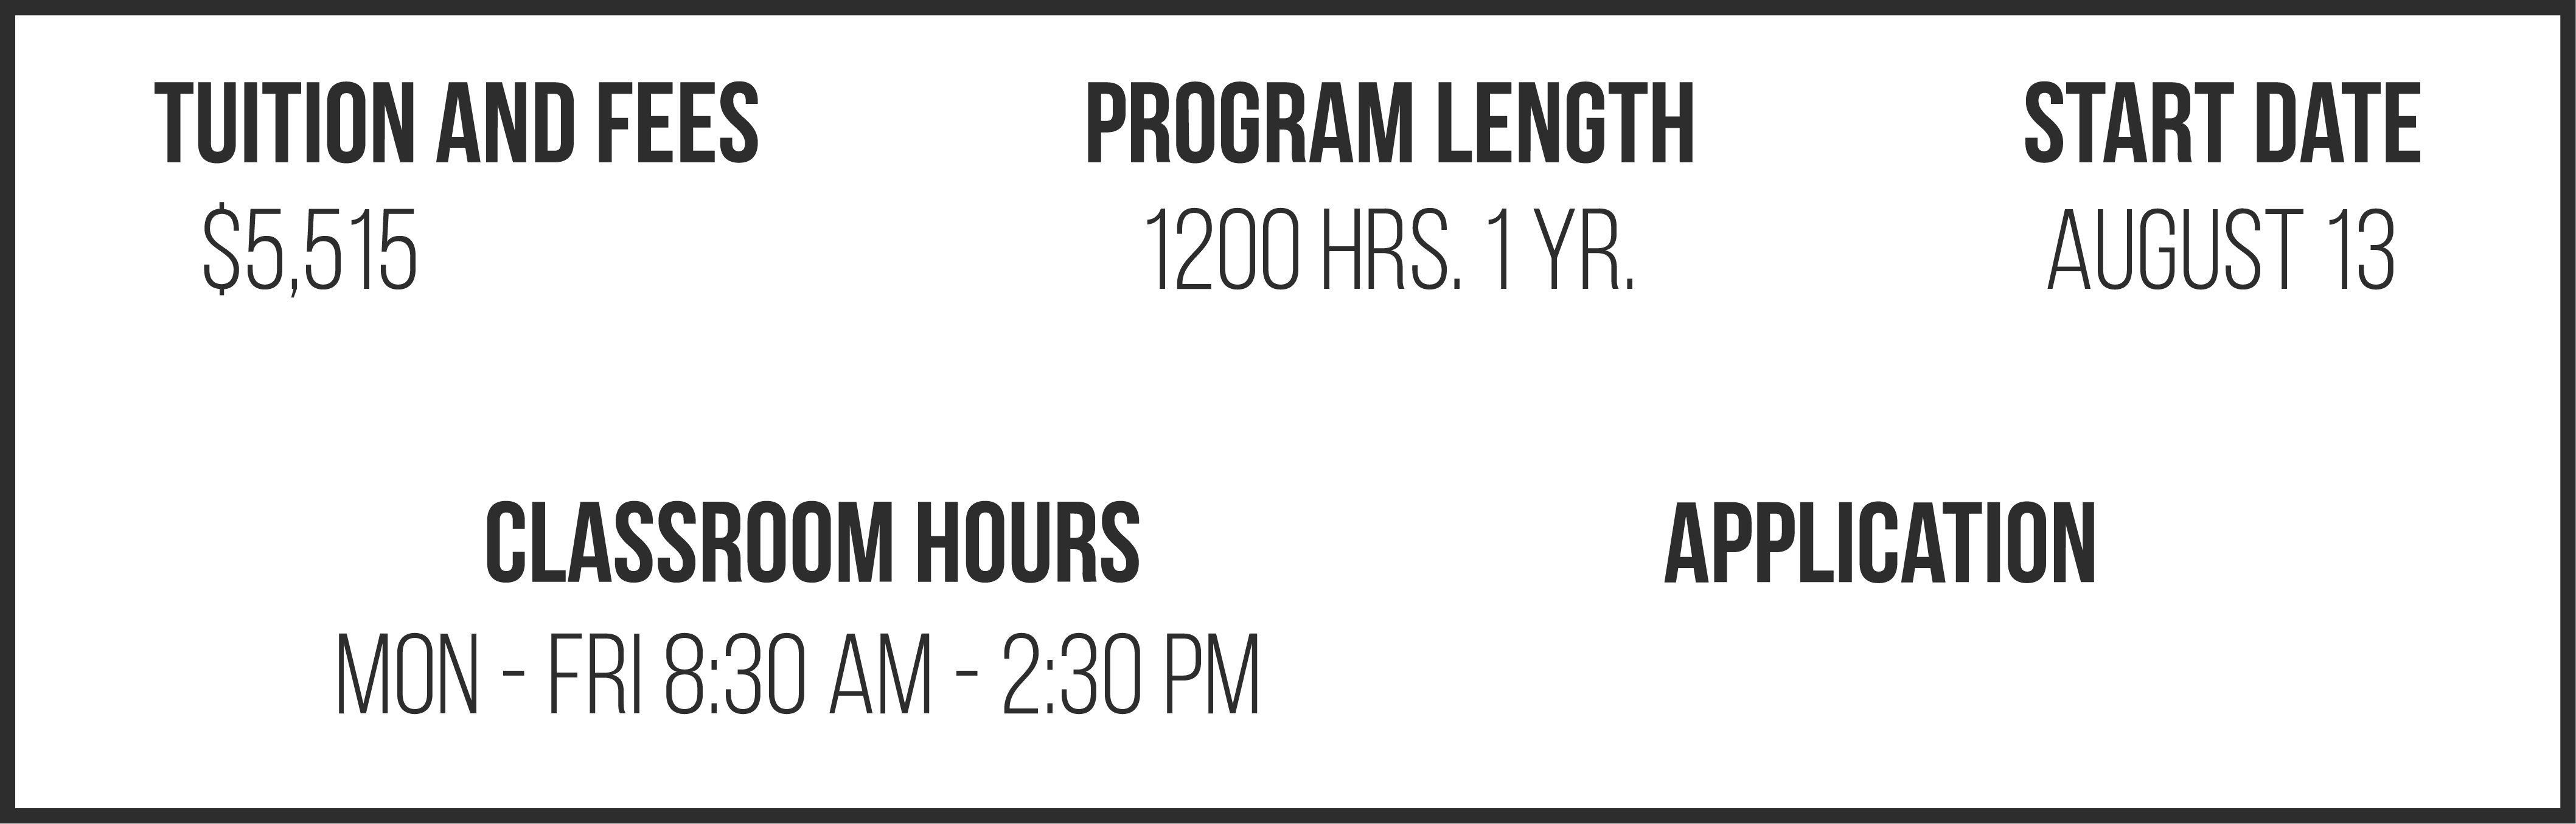 TUITION AND FEES
$5,515
PROGRAM LENGTH
1200 HRS. 1 YR.
START DATE
AUGUST 13
CLASSROOM HOURS
MON - FRI 8:30 AM - 2:30 PM
APPLICATION